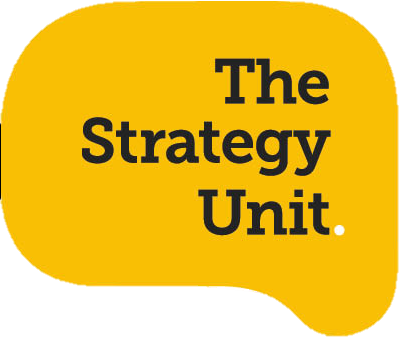 The
Strategy
Unit.